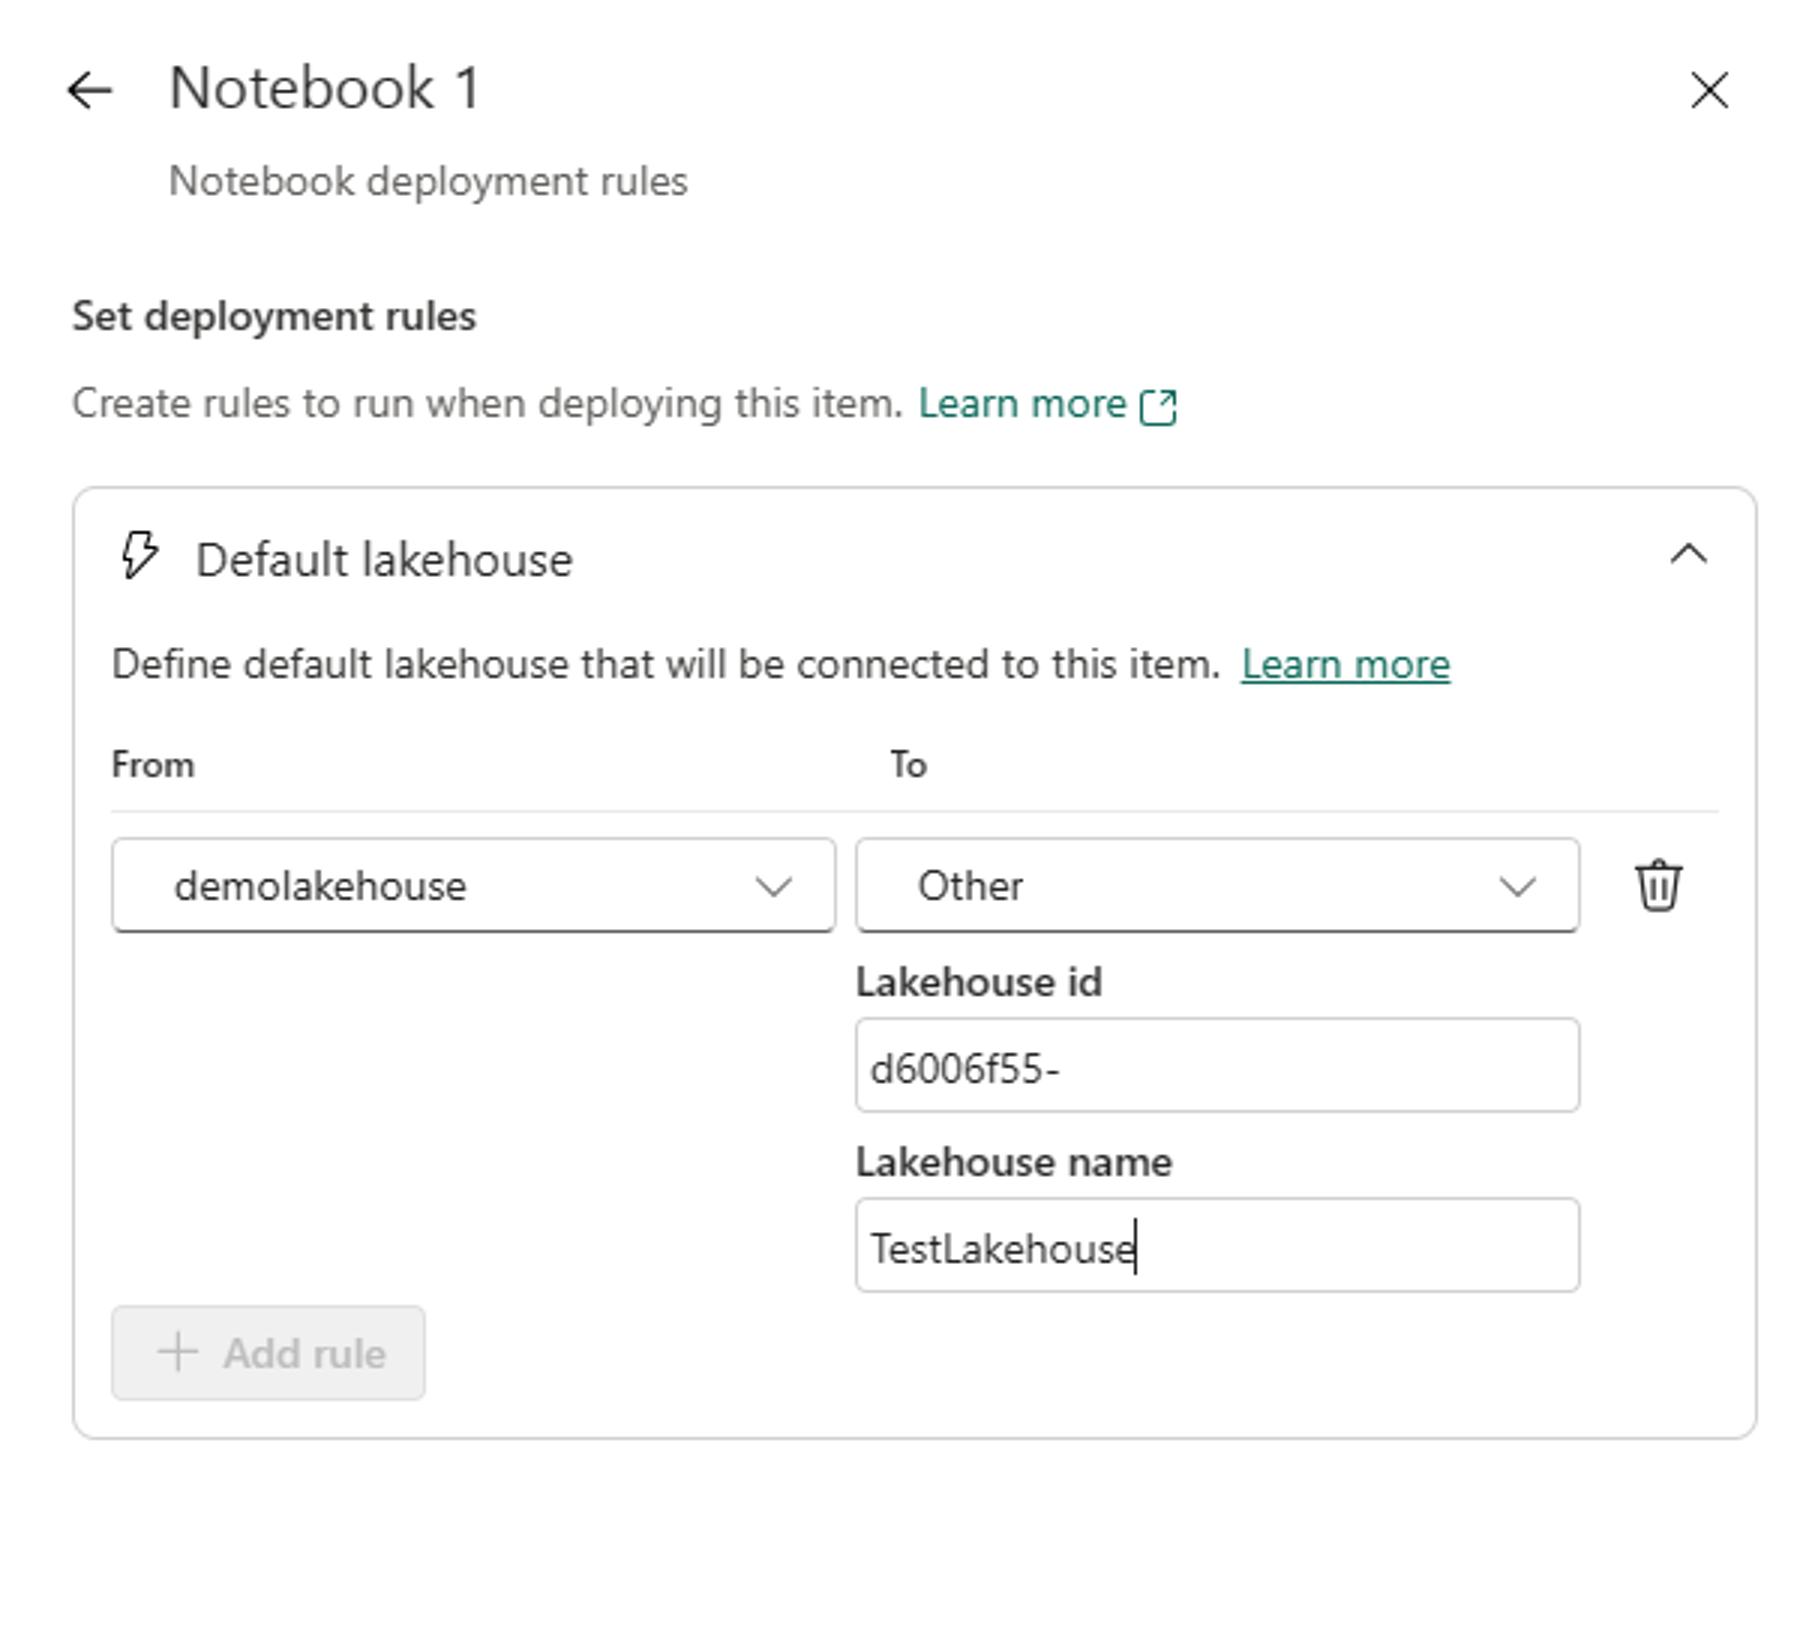 Notebook 1
Notebook deployment rules
Set deployment rules
Create rules to run when deploying this item. Learn more
Default lakehouse
Define default lakehouse that will be connected to this item. Learn more
From To
demolakehouse Other
Lakehouse id
d6006f55-
Lakehouse name
TestLakehouse
Add rule